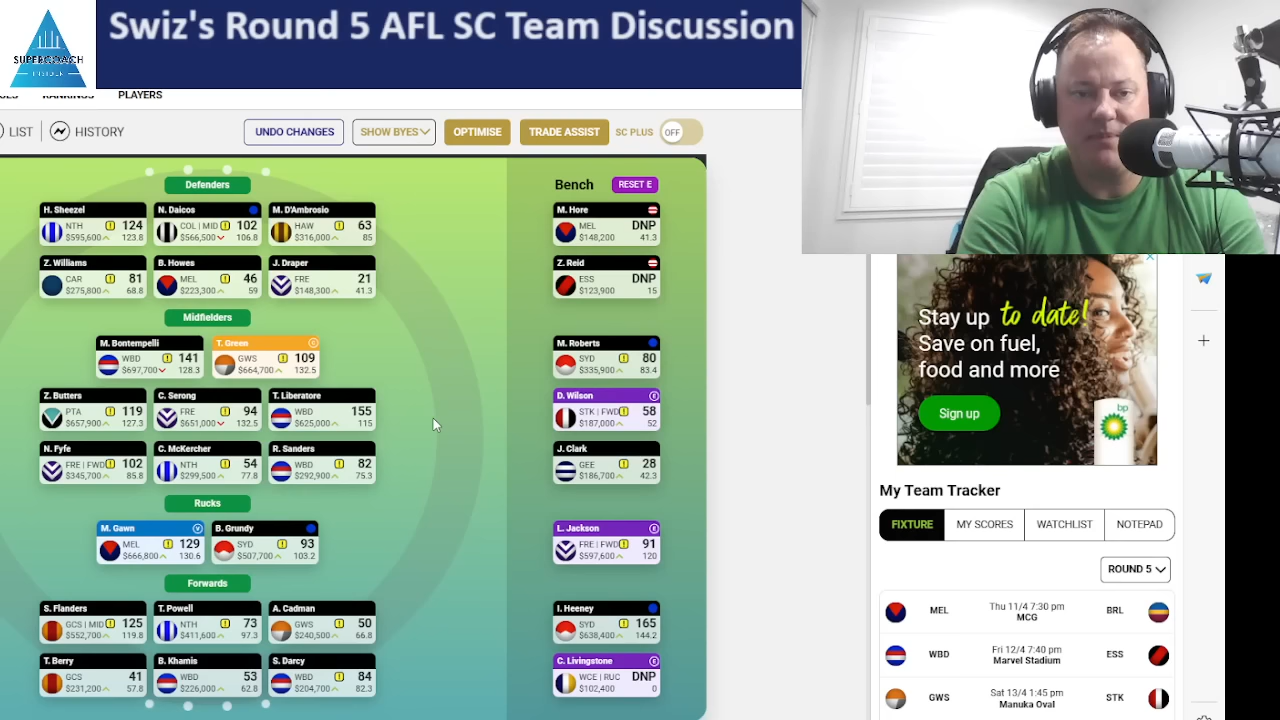 Swiz's Round 5 AFL SC Team Discussion
SUPERCOACH
INSIDER
RANKINGS
PLAYERS
LIST
HISTORY
UNDO CHANGES
SHOW BYES
OPTIMISE
TRADE ASSIST
SC PLUS
OFF
Defenders
Bench
RESET E
H. Sheezel
NTH 124
$595,600 123.8
N. Daicos
COL | MID 102
$566,500 106.8
M. D'Ambrosio
HAW 63
$316,000 85
M. Hore
MEL DNP
$148,200 41.3
Z. Williams
CAR 81
$275,800 68.8
B. Howes
MEL 46
$223,300 59
J. Draper
FRE 21
$148,300 41.3
Z. Reid
ESS DNP
$123,900 15
Midfielders
M. Bontempelli
WBD 141
$697,700 128.3
T. Green C
GWS 109
$664,700 132.5
M. Roberts
SYD 80
$335,900 83.4
Z. Butters
PTA 119
$657,900 127.3
C. Serong
FRE 94
$651,000 132.5
T. Liberatore
WBD 155
$625,000 115
D. Wilson E
STK | FWD 58
$187,000 52
N. Fyfe
FRE | FWD 102
$345,700 85.8
C. McKercher
NTH 54
$299,500 77.8
R. Sanders
WBD 82
$292,900 75.3
J. Clark
GEE 28
$186,700 42.3
Rucks
M. Gawn V
MEL 129
$666,800 130.6
B. Grundy
SYD 93
$507,700 103.2
L. Jackson E
FRE | FWD 91
$597,600 120
Forwards
S. Flanders
GCS | MID 125
$552,700 119.8
T. Powell
NTH 73
$411,600 97.3
A. Cadman
GWS 50
$240,500 66.8
I. Heeney
SYD 165
$638,400 144.2
T. Berry
GCS 41
$231,200 57.8
B. Khamis
WBD 53
$226,000 62.8
S. Darcy
WBD 84
$204,700 82.3
C. Livingstone E
WCE | RUC DNP
$102,400 0
Stay up to date!
Save on fuel,
food and more
Sign up
bp
My Team Tracker
FIXTURE
MY SCORES
WATCHLIST
NOTEPAD
ROUND 5
MEL
Thu 11/4 7:30 pm
MCG
BRL
WBD
Fri 12/4 7:40 pm
Marvel Stadium
ESS
GWS
Sat 13/4 1:45 pm
Manuka Oval
STK